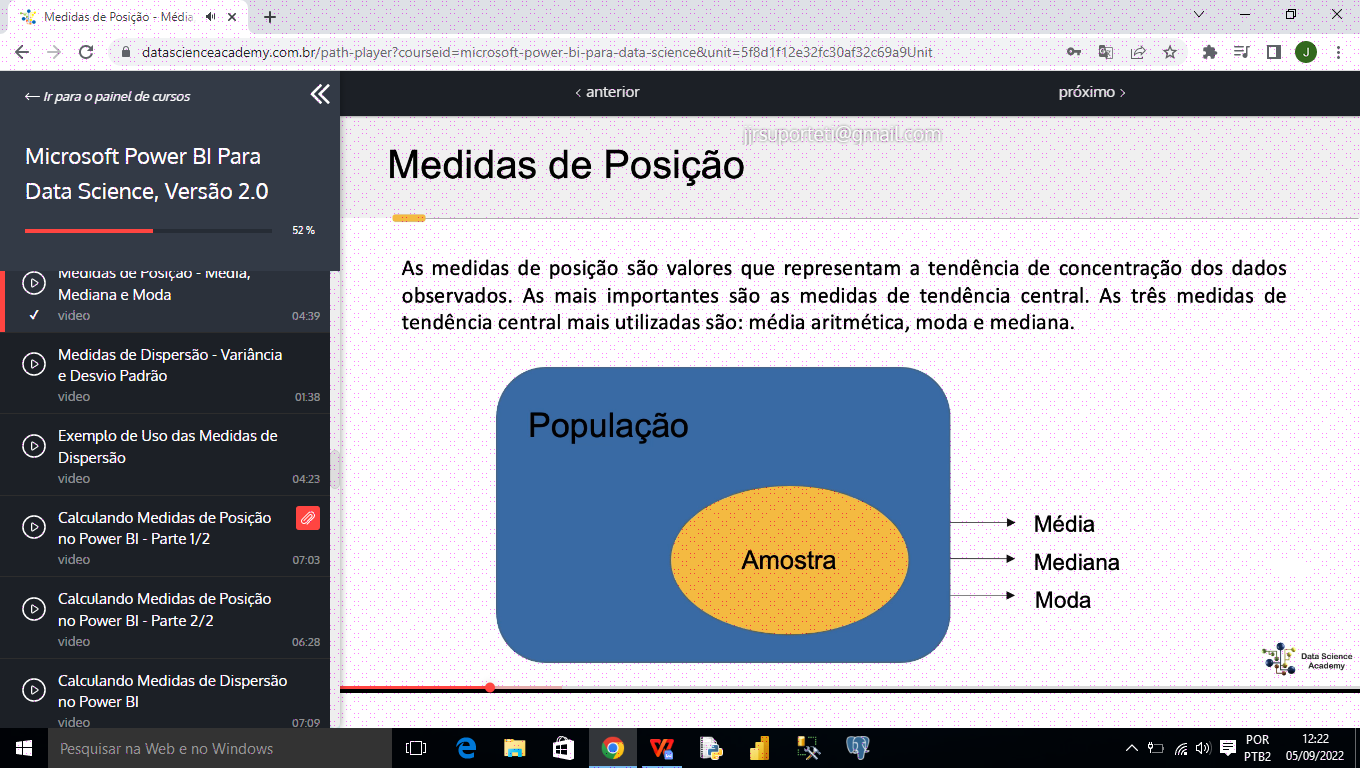 Medidas de Posição - Média
datascienceacademy.com.br/path-player?courseid=microsoft-power-bi-para-data-science&unit=5f8d1f12e32fc30af32c69a9Unit
J
Ir para o painel de cursos
Microsoft Power BI Para
Data Science, Versão 2.0
52 %
Medidas de Posição - Média,
Mediana e Moda
video 04:39
Medidas de Dispersão - Variância
e Desvio Padrão
video 01:38
Exemplo de Uso das Medidas de
Dispersão
video 04:23
Calculando Medidas de Posição
no Power BI - Parte 1/2
video 07:03
Calculando Medidas de Posição
no Power BI - Parte 2/2
video 06:28
Calculando Medidas de Dispersão
no Power BI
video 07:09
‹ anterior
próximo ›
jjrsuporteti@gmail.com
Medidas de Posição
As medidas de posição são valores que representam a tendência de concentração dos dados
observados. As mais importantes são as medidas de tendência central. As três medidas de
tendência central mais utilizadas são: média aritmética, moda e mediana.
População
Amostra
Média
Mediana
Moda
Data Science
Academy
Pesquisar na Web e no Windows
POR
PTB2
12:22
05/09/2022